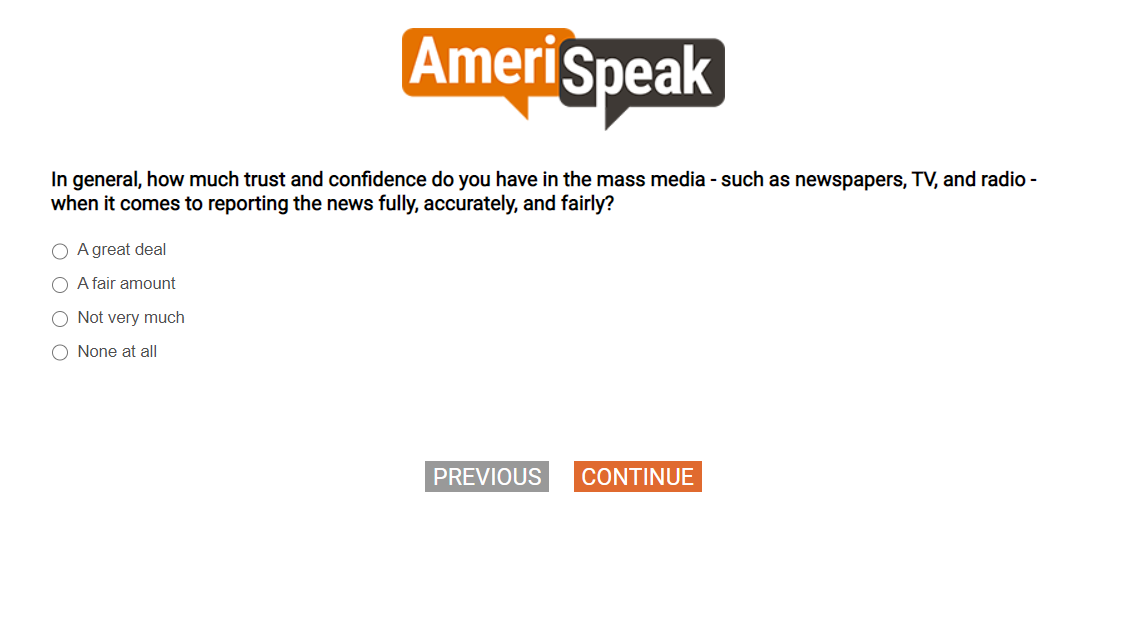 AmeriSpeak
In general, how much trust and confidence do you have in the mass media - such as newspapers, TV, and radio -
when it comes to reporting the news fully, accurately, and fairly?
A great deal
A fair amount
Not very much
None at all
PREVIOUS CONTINUE